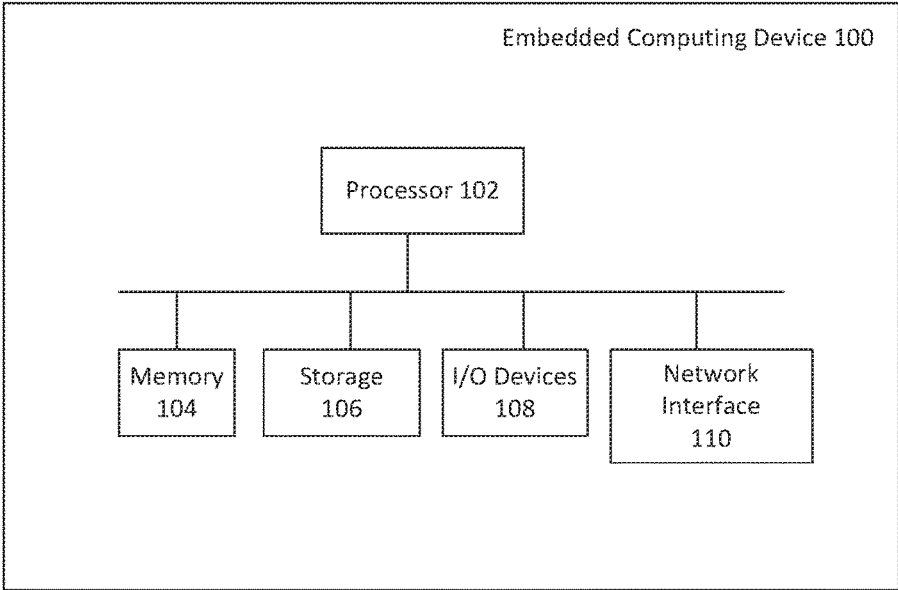 Embedded Computing Device 100
Processor 102
Memory
104
Storage
106
I/O Devices
108
Network
Interface
110